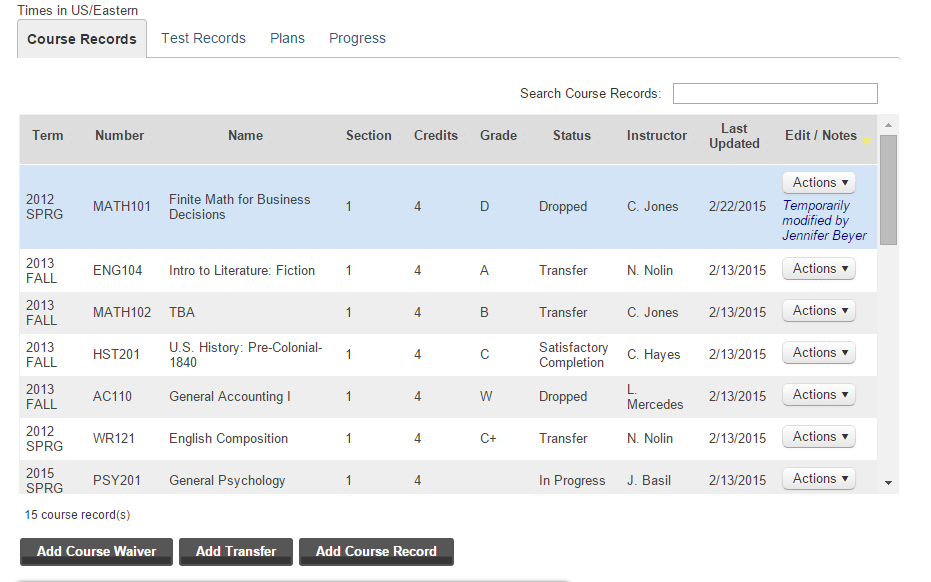 Times in US/Eastern
Course Records Test Records Plans Progress
Search Course Records:
Term Number Name Section Credits Grade Status Instructor Last Updated Edit / Notes
2012 SPRG MATH101 Finite Math for Business Decisions 1 4 D Dropped C. Jones 2/22/2015 Actions ▼ Temporarily modified by Jennifer Beyer
2013 FALL ENG104 Intro to Literature: Fiction 1 4 A Transfer N. Nolin 2/13/2015 Actions ▼
2013 FALL MATH102 TBA 1 4 B Transfer C. Jones 2/13/2015 Actions ▼
2013 FALL HST201 U.S. History: Pre-Colonial-1840 1 4 C Satisfactory Completion C. Hayes 2/13/2015 Actions ▼
2013 FALL AC110 General Accounting I 1 4 W Dropped L. Mercedes 2/13/2015 Actions ▼
2012 SPRG WR121 English Composition 1 4 C+ Transfer N. Nolin 2/13/2015 Actions ▼
2015 SPRG PSY201 General Psychology 1 4 In Progress J. Basil 2/13/2015 Actions ▼
15 course record(s)
Add Course Waiver Add Transfer Add Course Record